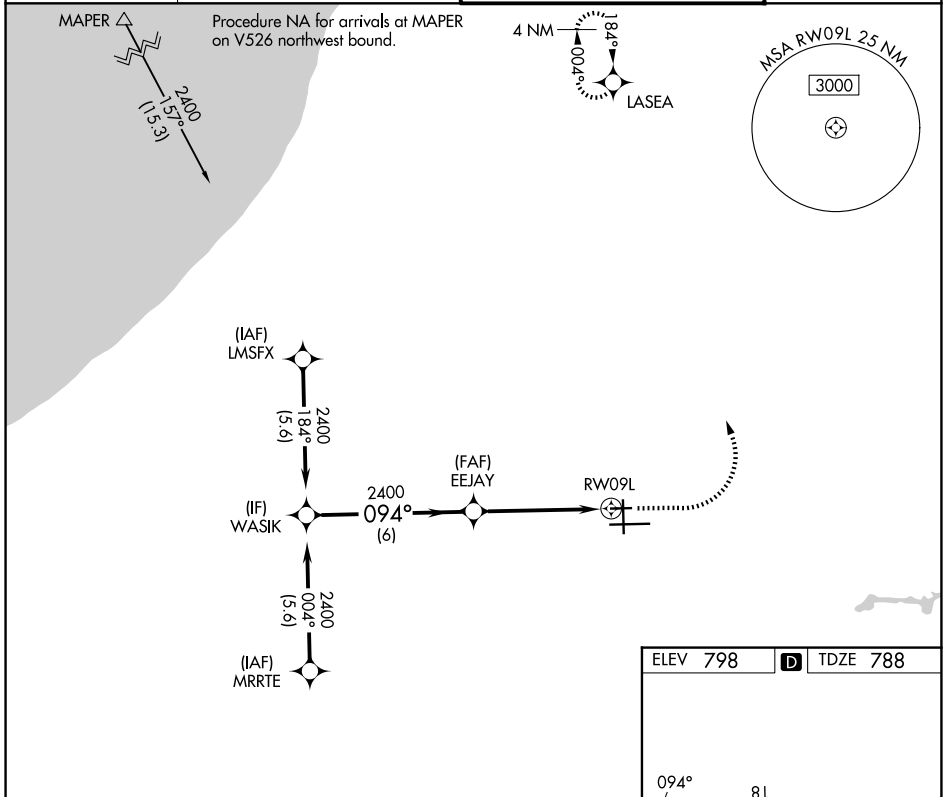 MAPER
Procedure NA for arrivals at MAPER
on V526 northwest bound.
2400
157°
(15.3)
4 NM
184°
004°
LASEA
MSA RW09L 25 NM
3000
(IAF)
LMSFX
2400
184°
(5.6)
(IF)
WASIK
2400
094°
(6)
(FAF)
EEJAY
RW09L
2400
004°
(5.6)
(IAF)
MRRTE
ELEV 798
D
TDZE 788
094°